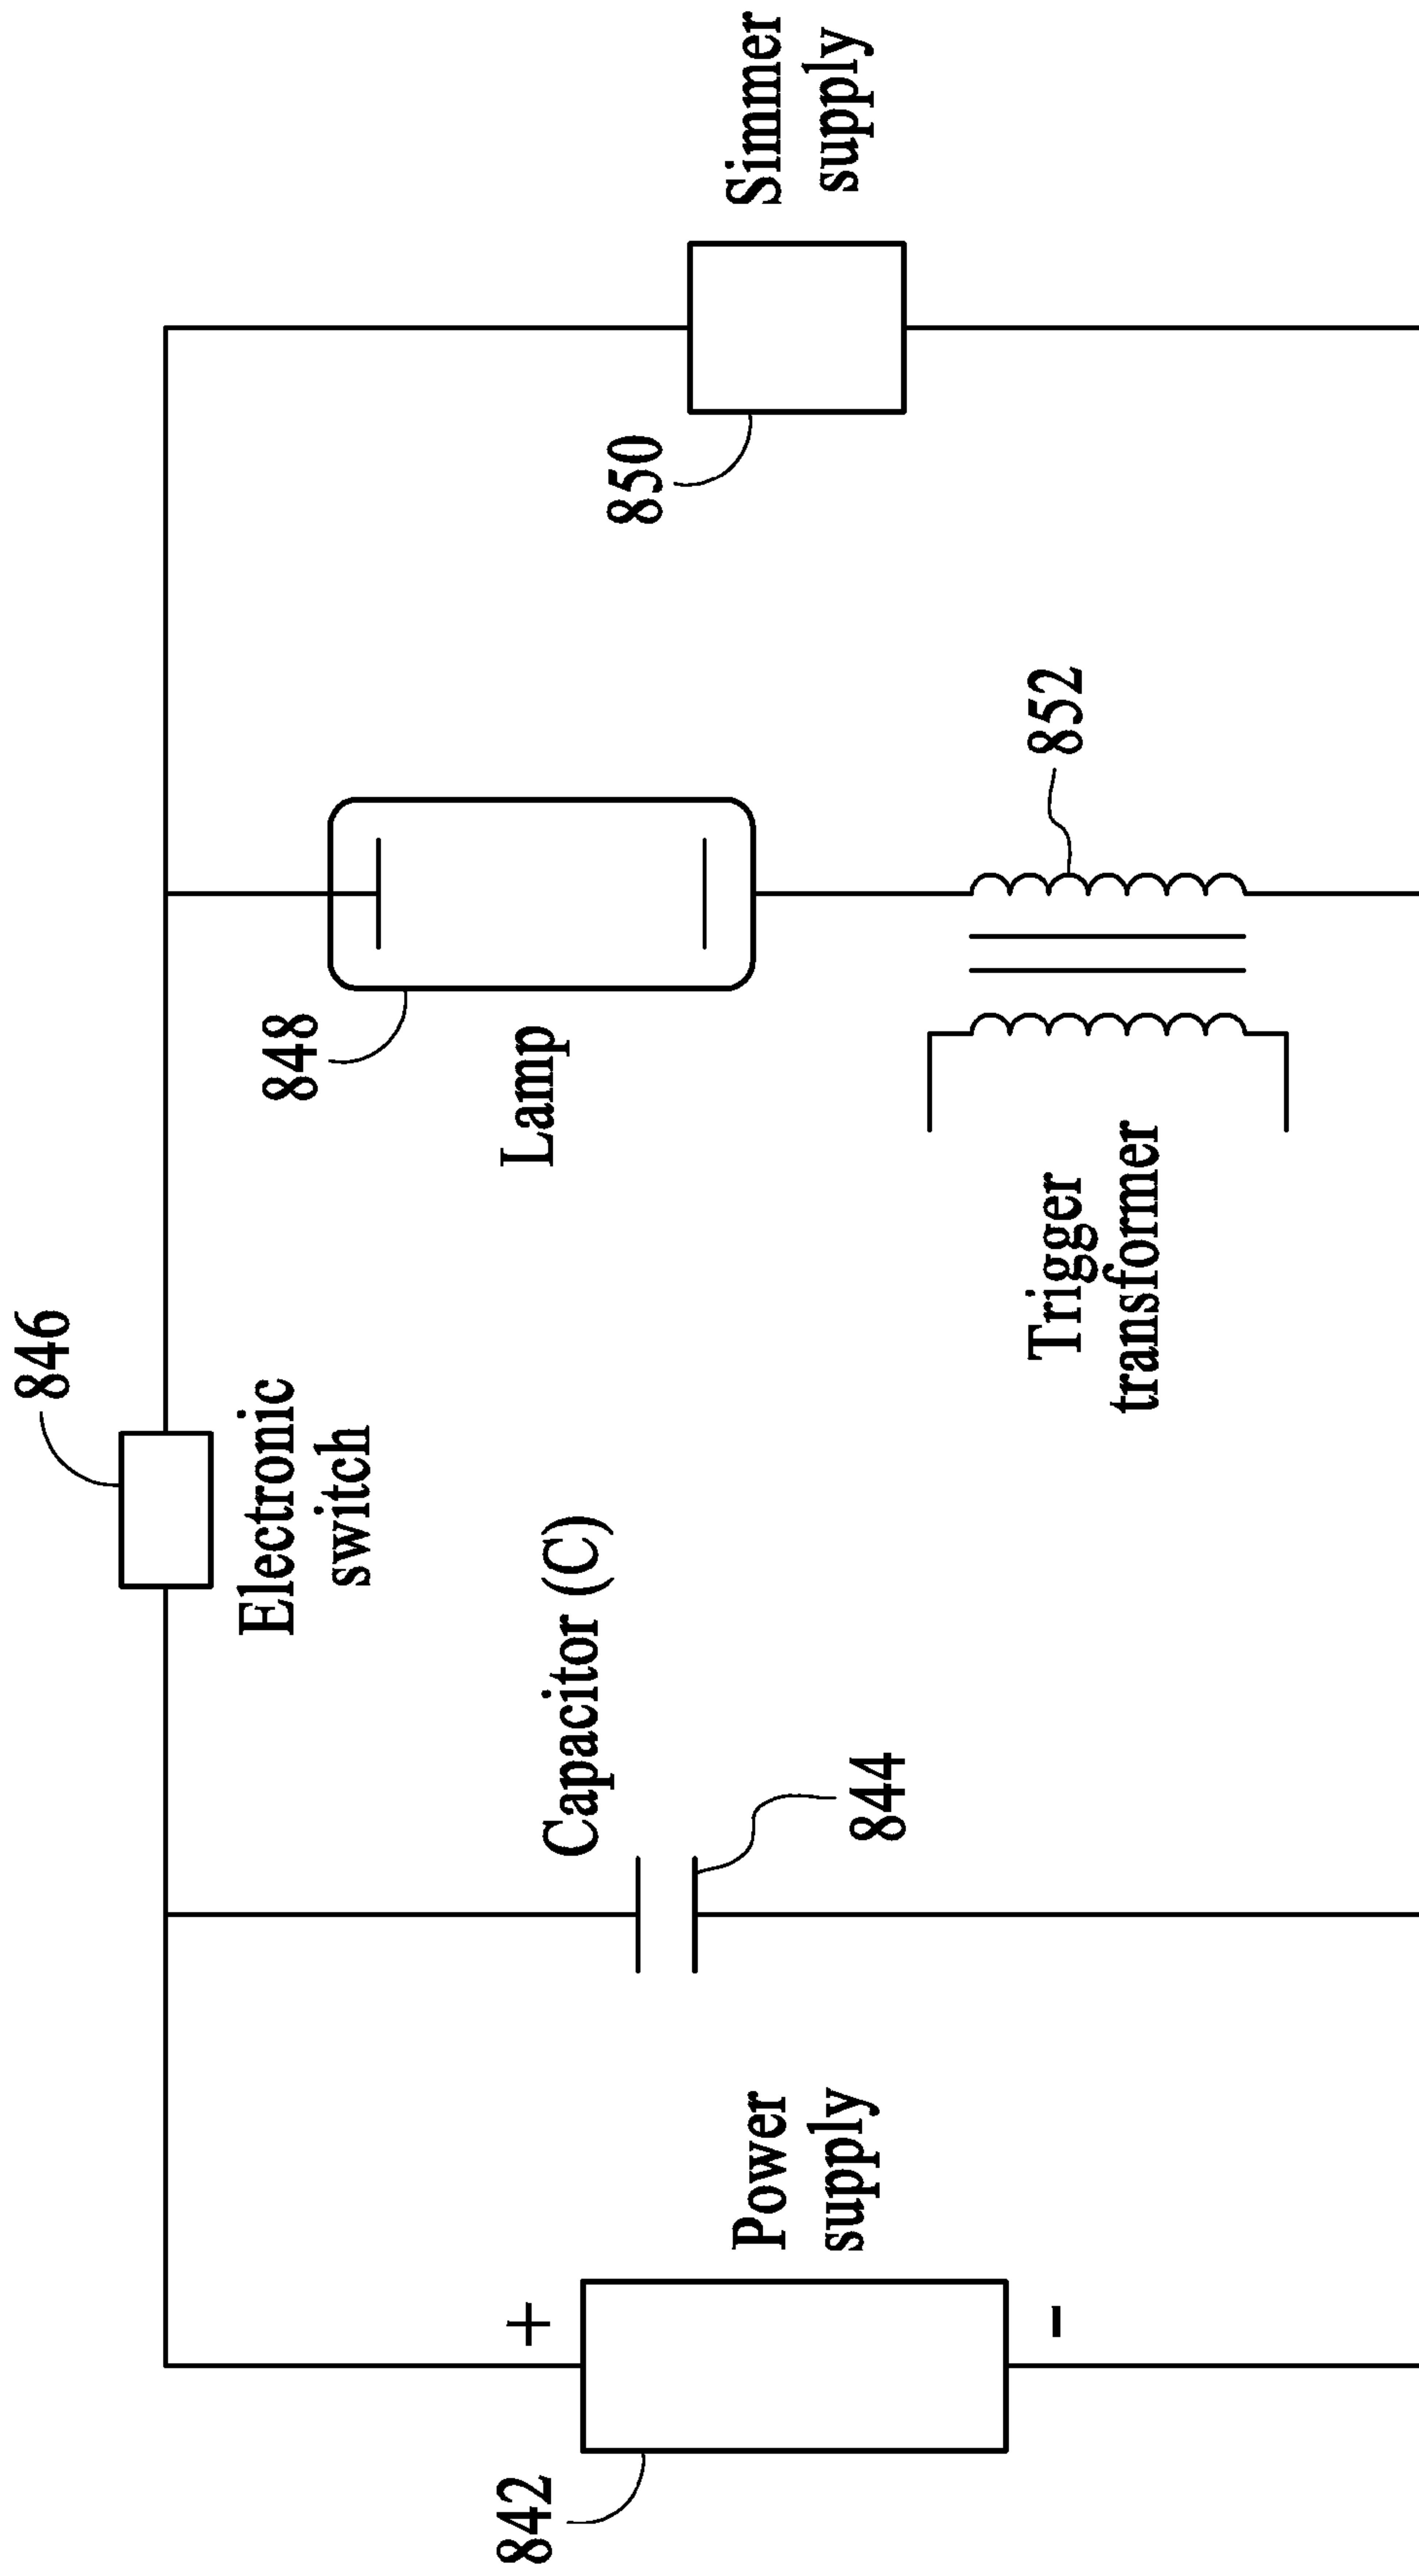 846
Electronic
switch
848
Lamp
Capacitor (C)
844
842
+
Power
supply
-
Trigger
transformer
852
850
Simmer
supply